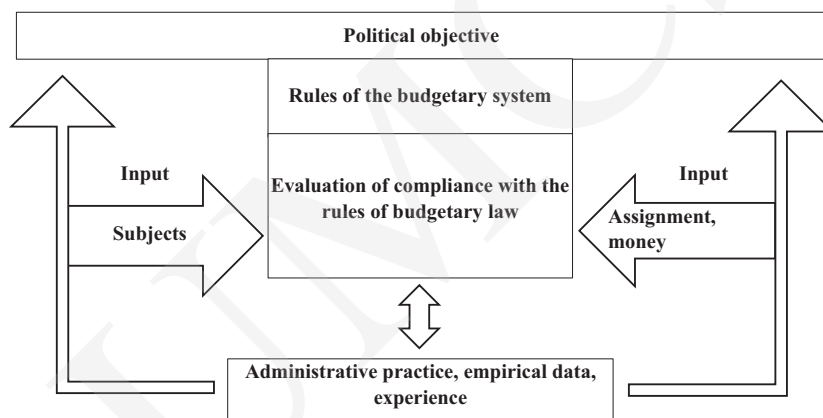 Political objective
Rules of the budgetary system
Input
Subjects
Evaluation of compliance with the
rules of budgetary law
Input
Assignment,
money
Administrative practice, empirical data,
experience